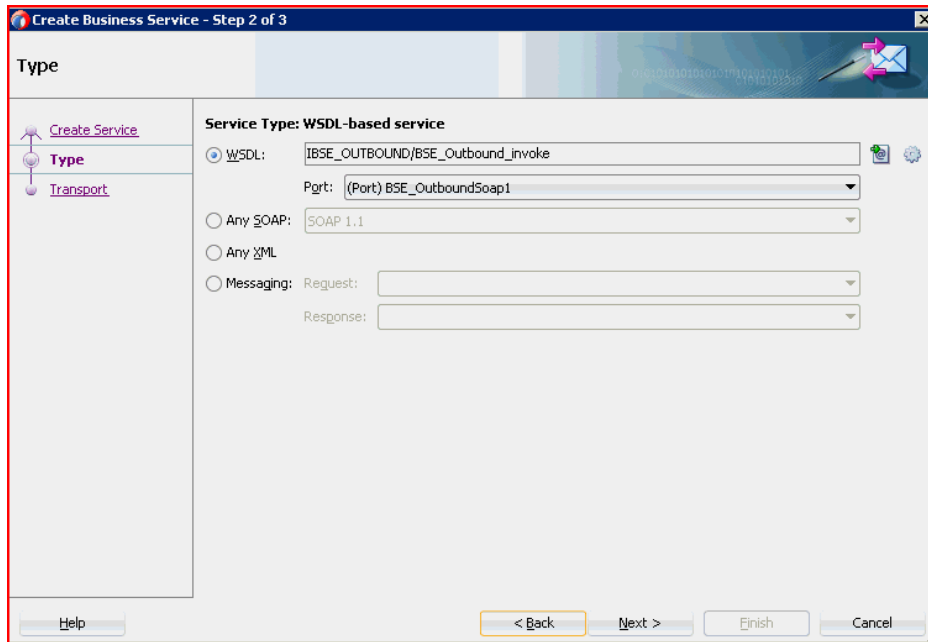 Create Business Service - Step 2 of 3
Type
Create Service
Type
Transport
Service Type: WSDL-based service
WSDL: IBSE_OUTBOUND/BSE_Outbound_invoke
Port: (Port) BSE_OutboundSoap1
Any SOAP: SOAP 1.1
Any XML
Messaging: Request:
Response:
Help < Back Next > Finish Cancel